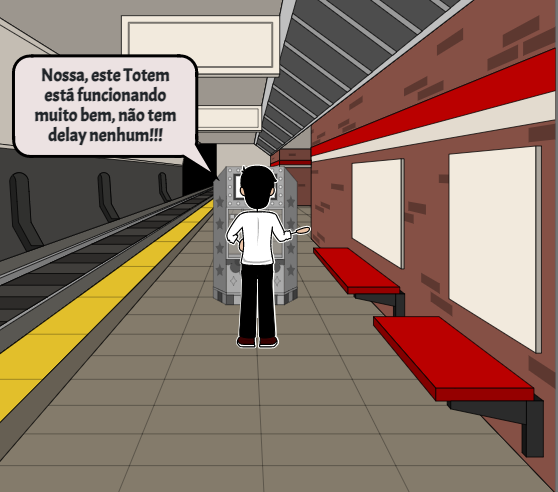 Nossa, este Totem
está funcionando
muito bem, não tem
delay nenhum!!!